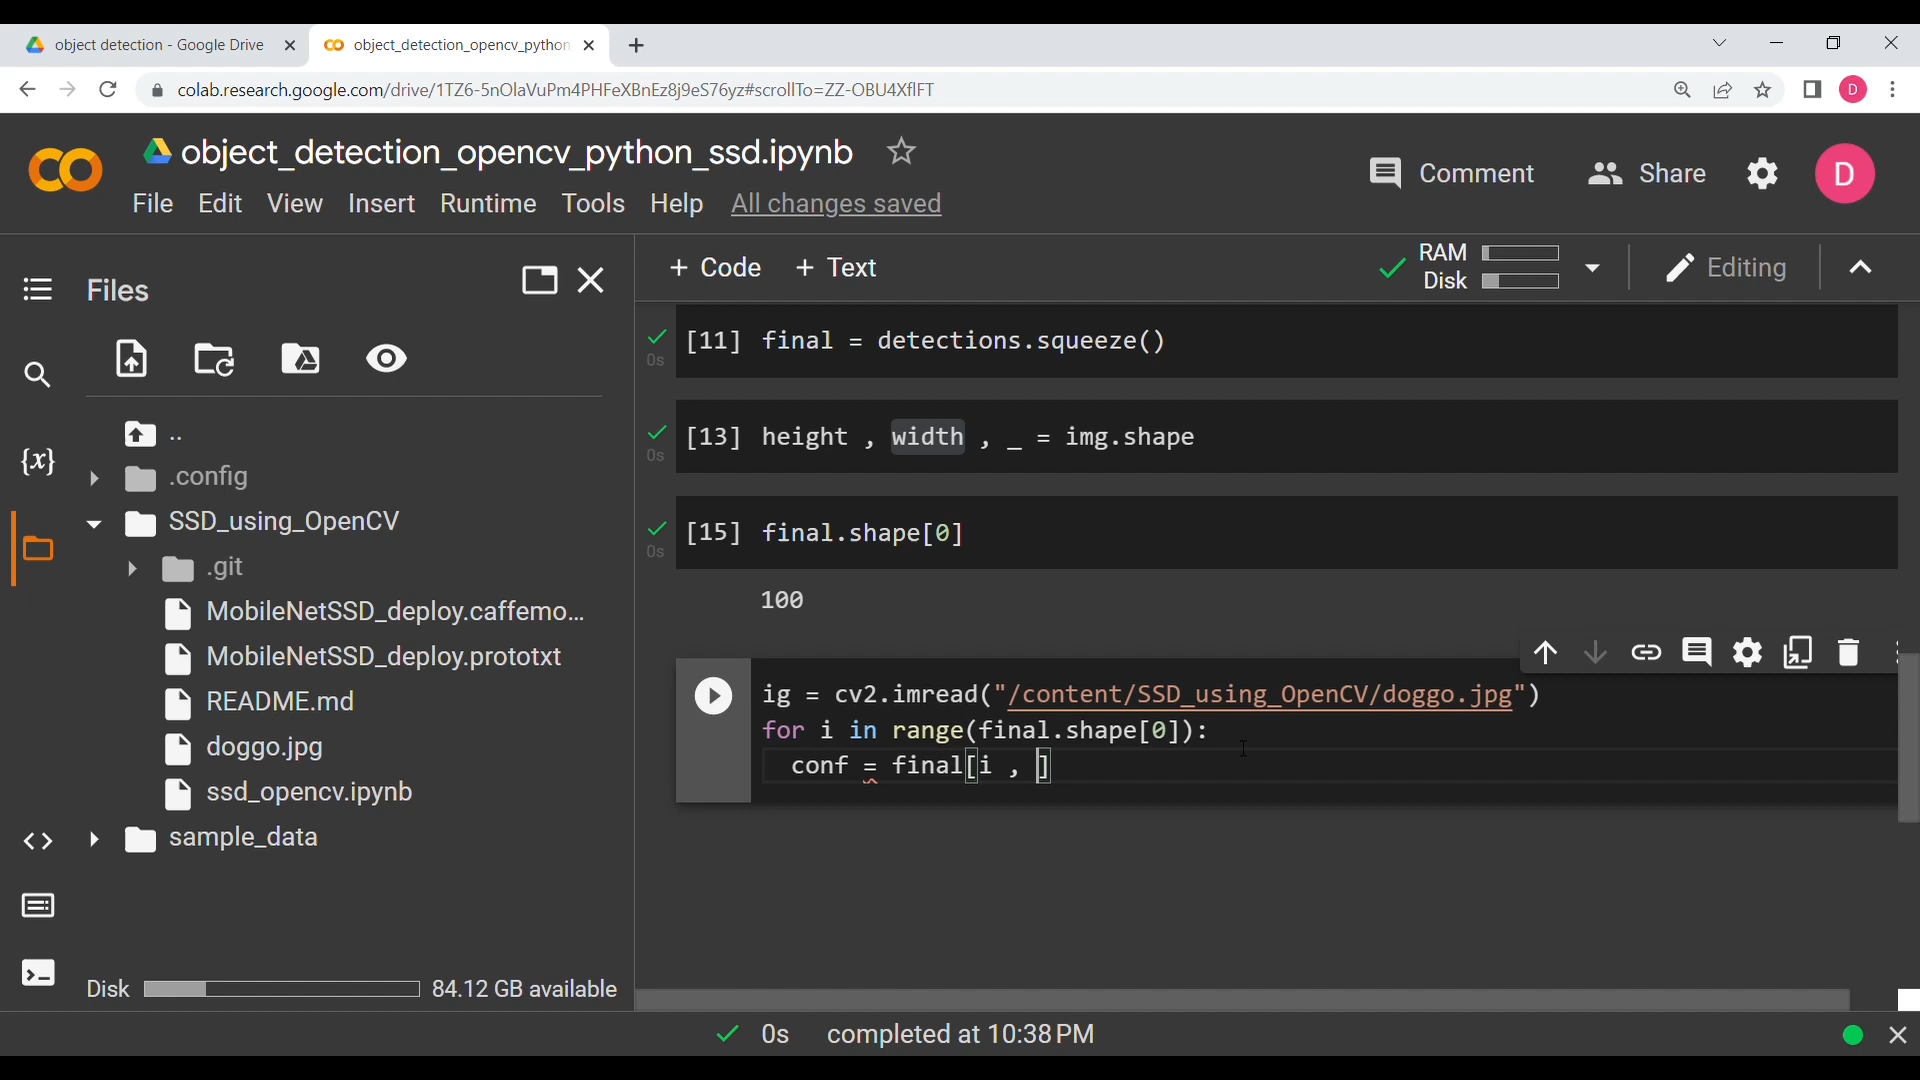 object detection - Google Drive
object_detection_opencv_python
colab.research.google.com/drive/1TZ6-5nOlaVuPm4PHFeXBnEz8j9eS76yz#scrollTo=ZZ-OBU4XfIFT
D
object_detection_opencv_python_ssd.ipynb
File Edit View Insert Runtime Tools Help All changes saved
Comment
Share
D
Files
..
.config
SSD_using_OpenCV
.git
MobileNetSSD_deploy.caffemo...
MobileNetSSD_deploy.prototxt
README.md
doggo.jpg
ssd_opencv.ipynb
sample_data
{x}
Disk 84.12 GB available
+ Code + Text
RAM
Disk
Editing
[11] final = detections.squeeze()
0s
[13] height , width , _ = img.shape
0s
[15] final.shape[0]
0s
100
ig = cv2.imread("/content/SSD_using_OpenCV/doggo.jpg")
for i in range(final.shape[0]):
conf = final[i , ]
0s completed at 10:38 PM